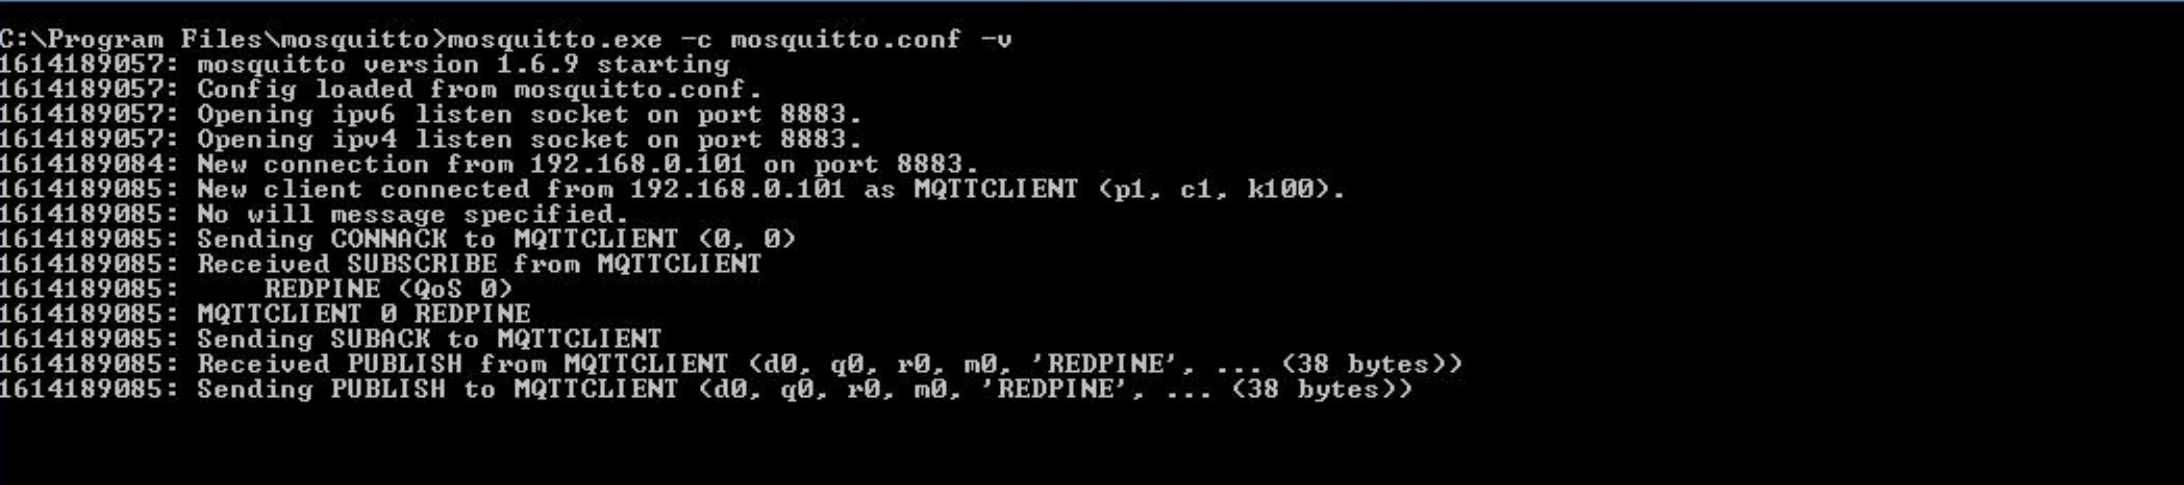 C:\Program Files\mosquitto>mosquitto.exe -c mosquitto.conf -v
1614189057: mosquitto version 1.6.9 starting
1614189057: Config loaded from mosquitto.conf.
1614189057: Opening ipv6 listen socket on port 8883.
1614189057: Opening ipv4 listen socket on port 8883.
1614189084: New connection from 192.168.0.101 on port 8883.
1614189085: New client connected from 192.168.0.101 as MQTTCLIENT (p1, c1, k100).
1614189085: No will message specified.
1614189085: Sending CONNACK to MQTTCLIENT (0, 0)
1614189085: Received SUBSCRIBE from MQTTCLIENT
1614189085:     REDPINE (QoS 0)
1614189085: MQTTCLIENT 0 REDPINE
1614189085: Sending SUBACK to MQTTCLIENT
1614189085: Received PUBLISH from MQTTCLIENT (d0, q0, r0, m0, 'REDPINE', ... (38 bytes))
1614189085: Sending PUBLISH to MQTTCLIENT (d0, q0, r0, m0, 'REDPINE', ... (38 bytes))